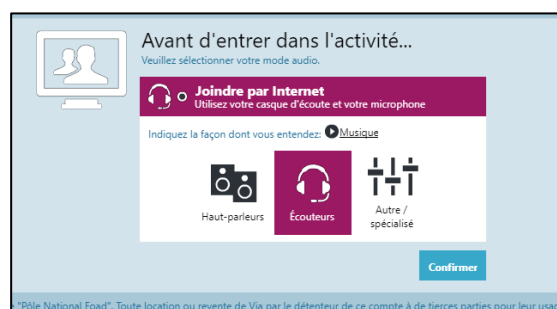 Avant d'entrer dans l'activité...
Veuillez sélectionner votre mode audio.
Joindre par Internet
Utilisez votre casque d'écoute et votre microphone
Indiquez la façon dont vous entendez: Musique
Haut-parleurs
Écouteurs
Autre /
spécialisé
Confirmer
"Pôle National Foad". Toute location ou revente de Via par le détenteur de ce compte à de tierces parties pour leur